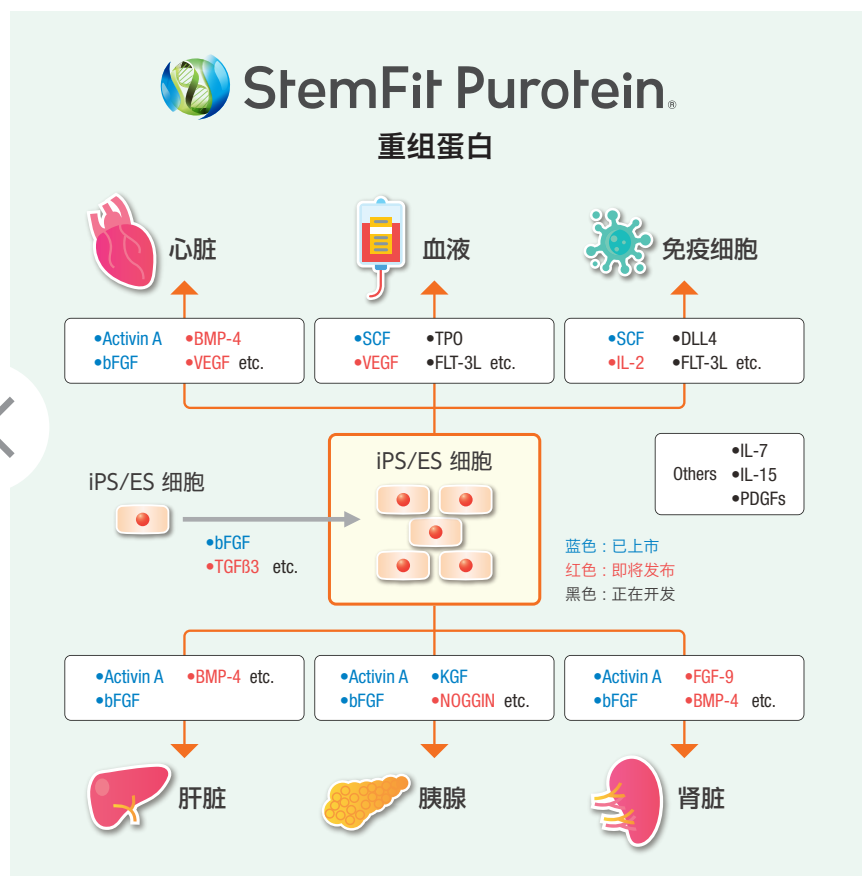 StemFit Purotein®
重组蛋白
心脏
血液
免疫细胞
•Activin A •BMP-4
•bFGF •VEGF etc.
•SCF •TPO
•VEGF •FLT-3L etc.
•SCF •DLL4
•IL-2 •FLT-3L etc.
iPS/ES 细胞
•bFGF
•TGFß3 etc.
iPS/ES 细胞
•IL-7
Others •IL-15
•PDGFs
蓝色：已上市
红色：即将发布
黑色：正在开发
•Activin A •BMP-4 etc.
•bFGF
•Activin A •KGF
•bFGF •NOGGIN etc.
•Activin A •FGF-9
•bFGF •BMP-4 etc.
肝脏
胰腺
肾脏